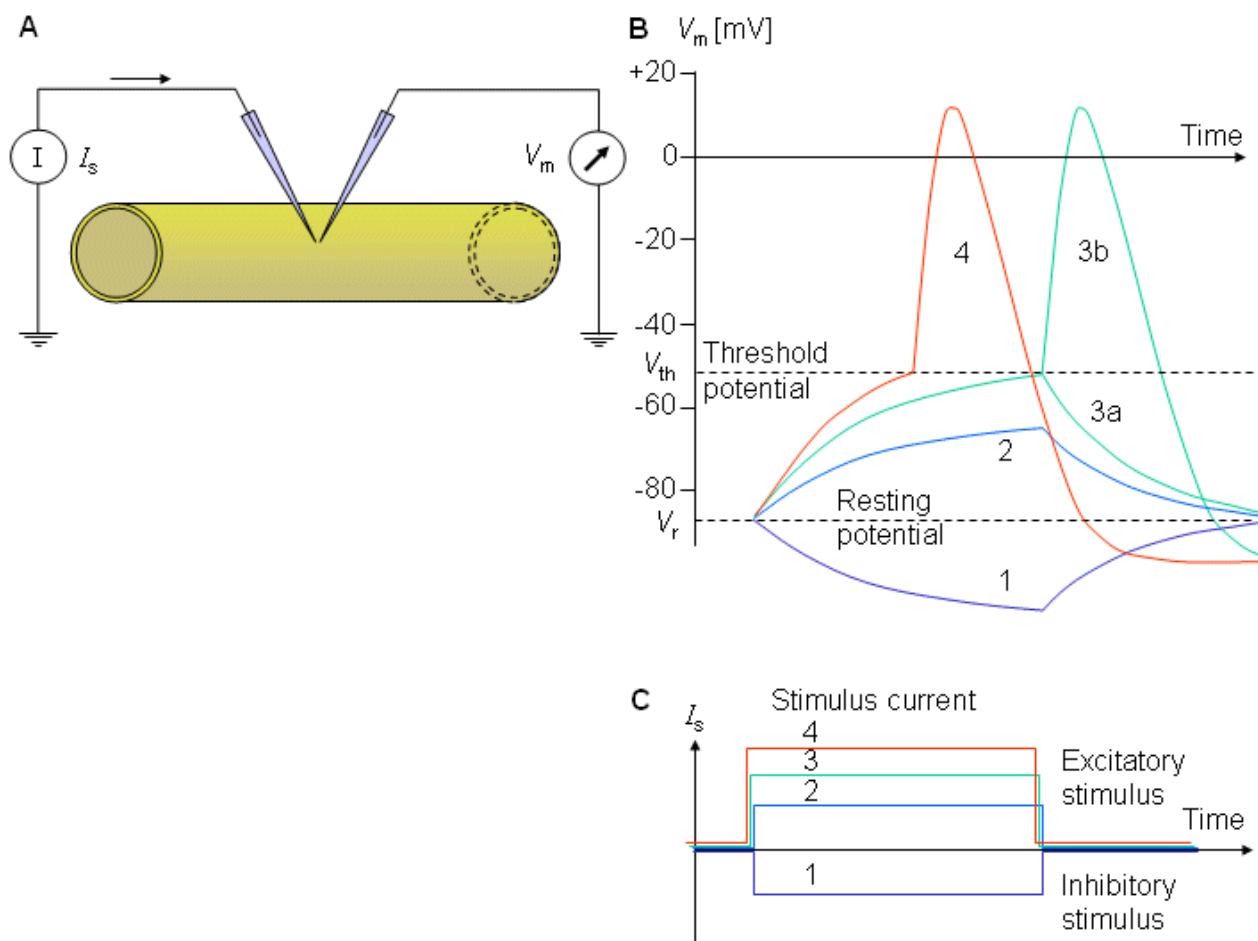 A
I
Is
Vm
B
Vm [mV]
+20
0
-20
-40
Vth
-60
-80
Vr
Time
4
3b
Threshold
potential
3a
2
Resting
potential
1
C
Stimulus current
Is
4
3
2
1
Excitatory
stimulus
Time
Inhibitory
stimulus